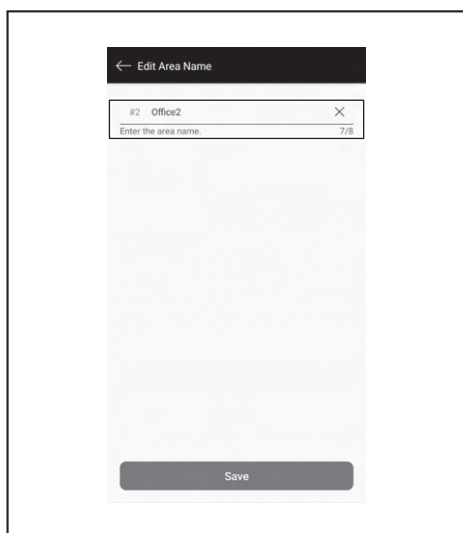 ← Edit Area Name
#2 Office2 ×
Enter the area name. 7/8
Save